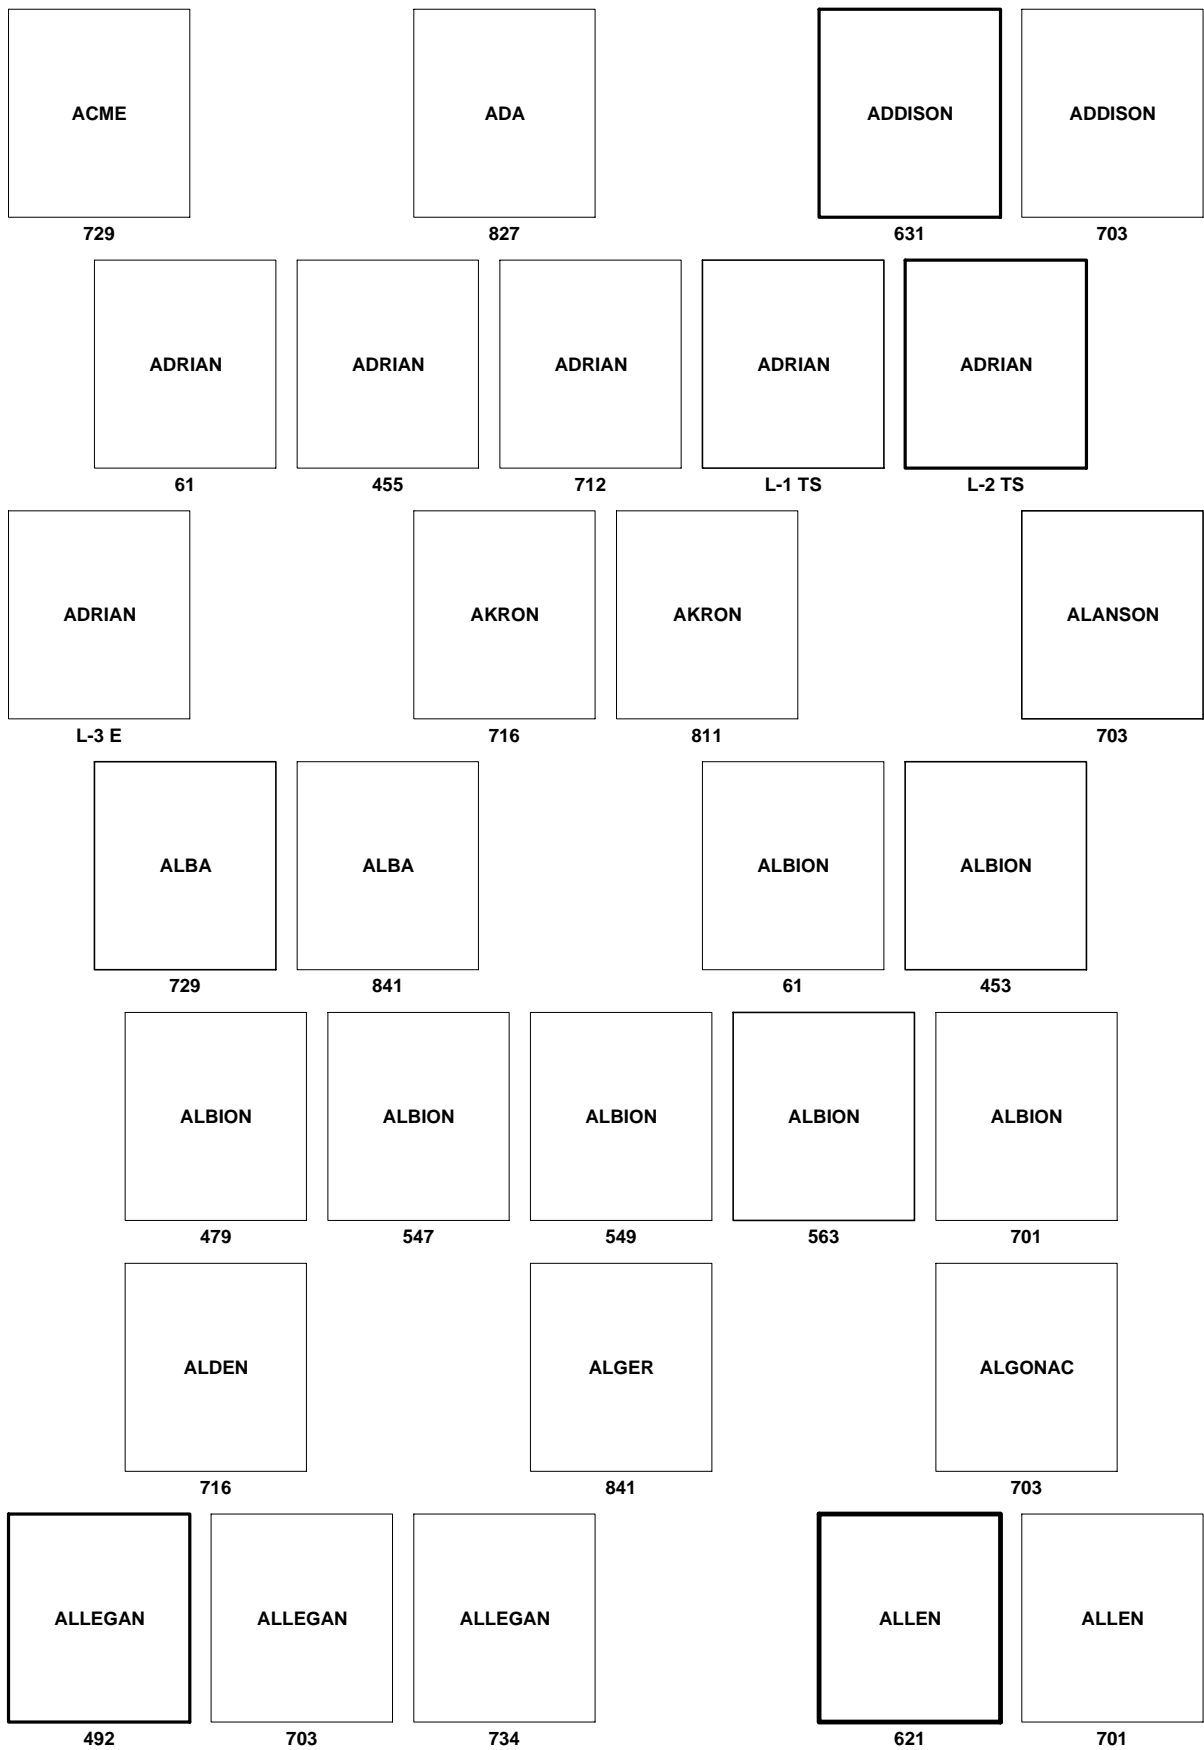 ACME ADA ADDISON ADDISON
729 827 631 703
ADRIAN ADRIAN ADRIAN ADRIAN ADRIAN
61 455 712 L-1 TS L-2 TS
ADRIAN AKRON AKRON ALANSON
L-3 E 716 811 703
ALBA ALBA ALBION ALBION
729 841 61 453
ALBION ALBION ALBION ALBION ALBION
479 547 549 563 701
ALDEN ALGER ALGONAC
716 841 703
ALLEGAN ALLEGAN ALLEGAN ALLEN ALLEN
492 703 734 621 701